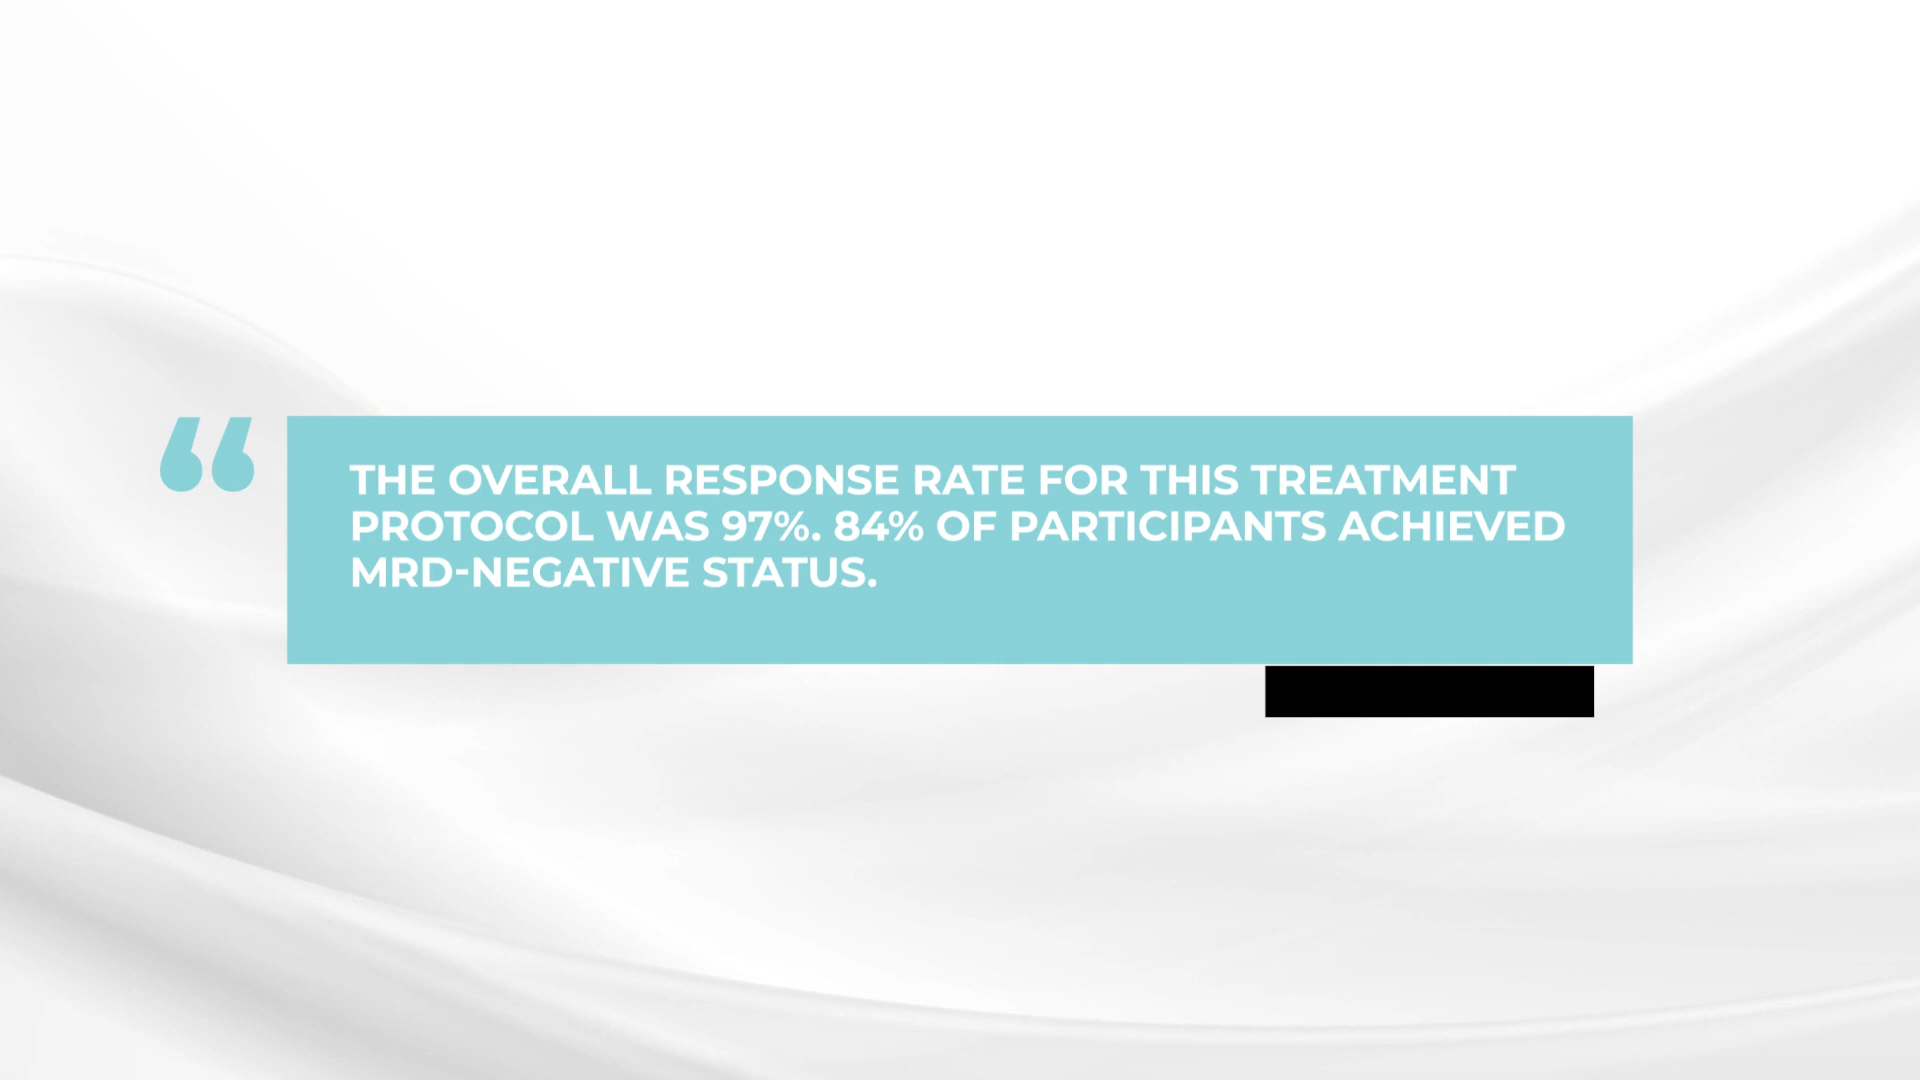 “
THE OVERALL RESPONSE RATE FOR THIS TREATMENT
PROTOCOL WAS 97%. 84% OF PARTICIPANTS ACHIEVED
MRD-NEGATIVE STATUS.